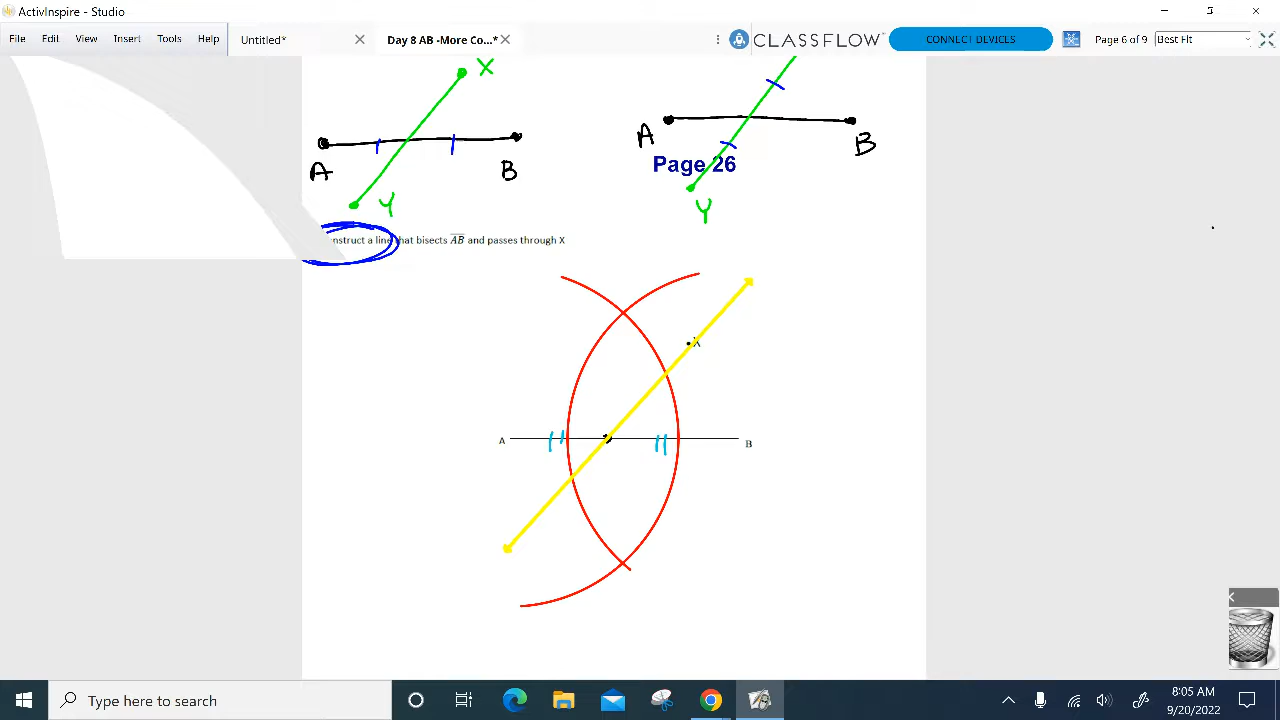 ActivInspire - Studio
File Edit View Insert Tools Help
Untitled*
Day 8 AB -More Co...*
CLASSFLOW
CONNECT DEVICES
Page 6 of 9
Best Fit
X
A
B
Y
A
B
Page 26
Y
nstruct a line that bisects AB and passes through X
X
A
B
Type here to search
8:05 AM
9/20/2022